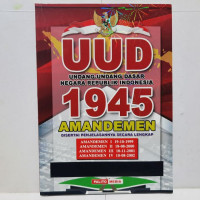 UUD
UNDANG UNDANG DASAR
NEGARA REPUBLIK INDONESIA
1945
AMANDEMEN
DISERTAI PENJELASANNYA SECARA LENGKAP
AMANDEMEN I 19-10-1999
AMANDEMEN II 18-08-2000
AMANDEMEN III 10-11-2001
AMANDEMEN IV 10-08-2002